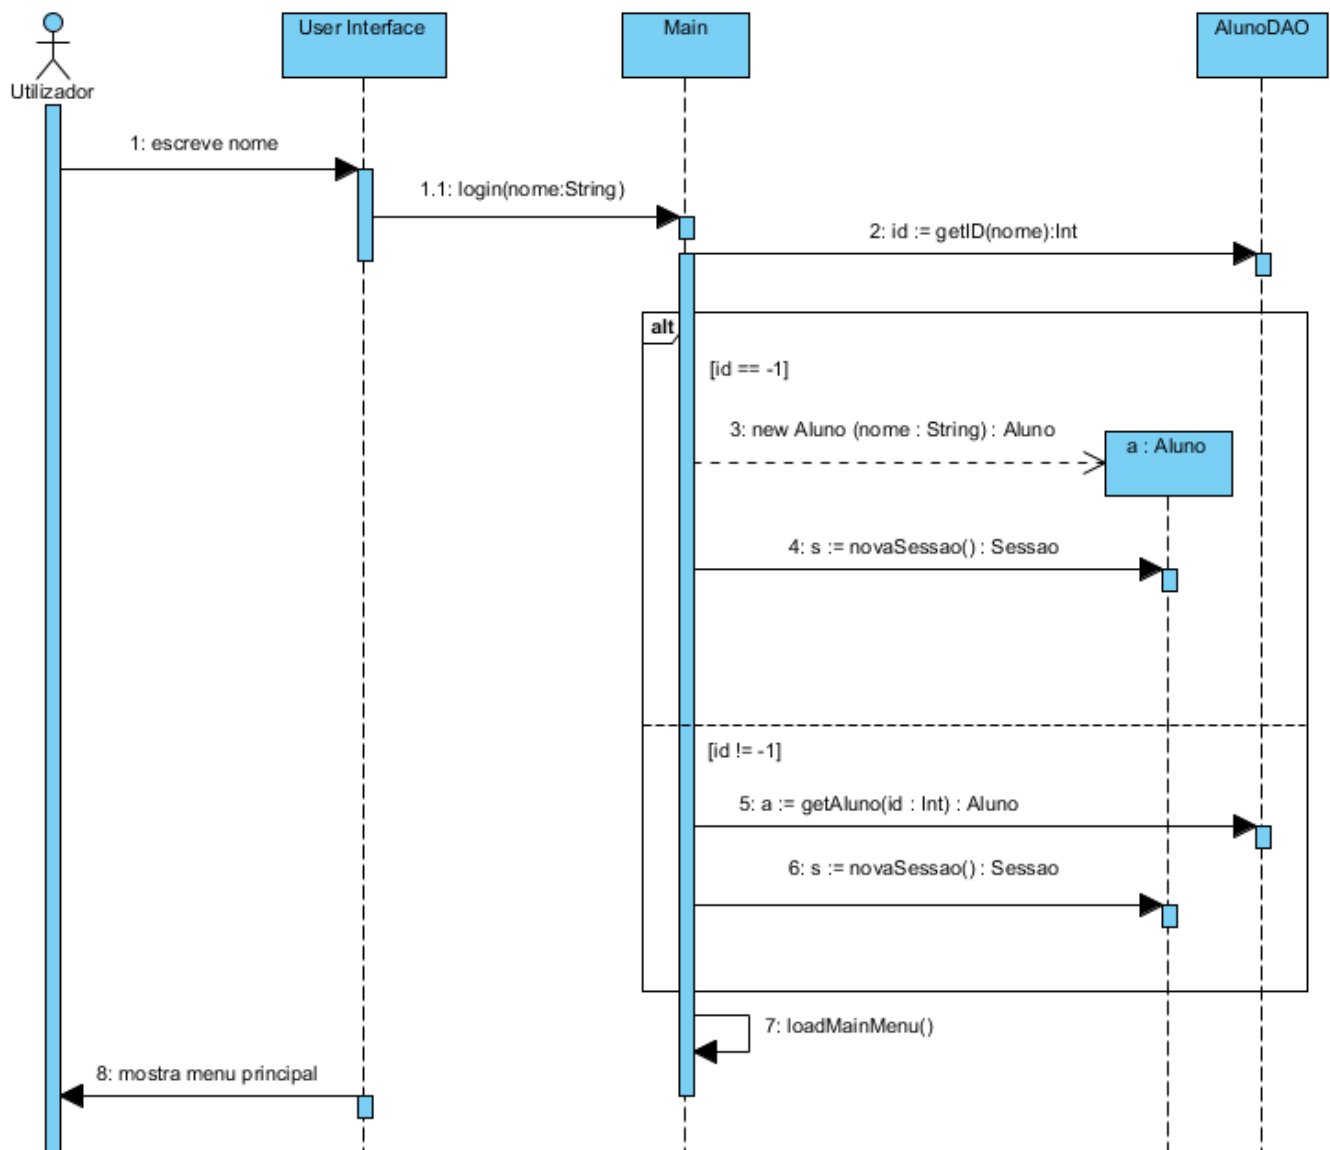 User Interface
Main
AlunoDAO
Utilizador
1: escreve nome
1.1: login(nome:String)
2: id := getID(nome):Int
alt
[id == -1]
3: new Aluno (nome : String) : Aluno
a : Aluno
4: s := novaSessao() : Sessao
[id != -1]
5: a := getAluno(id : Int) : Aluno
6: s := novaSessao() : Sessao
7: loadMainMenu()
8: mostra menu principal